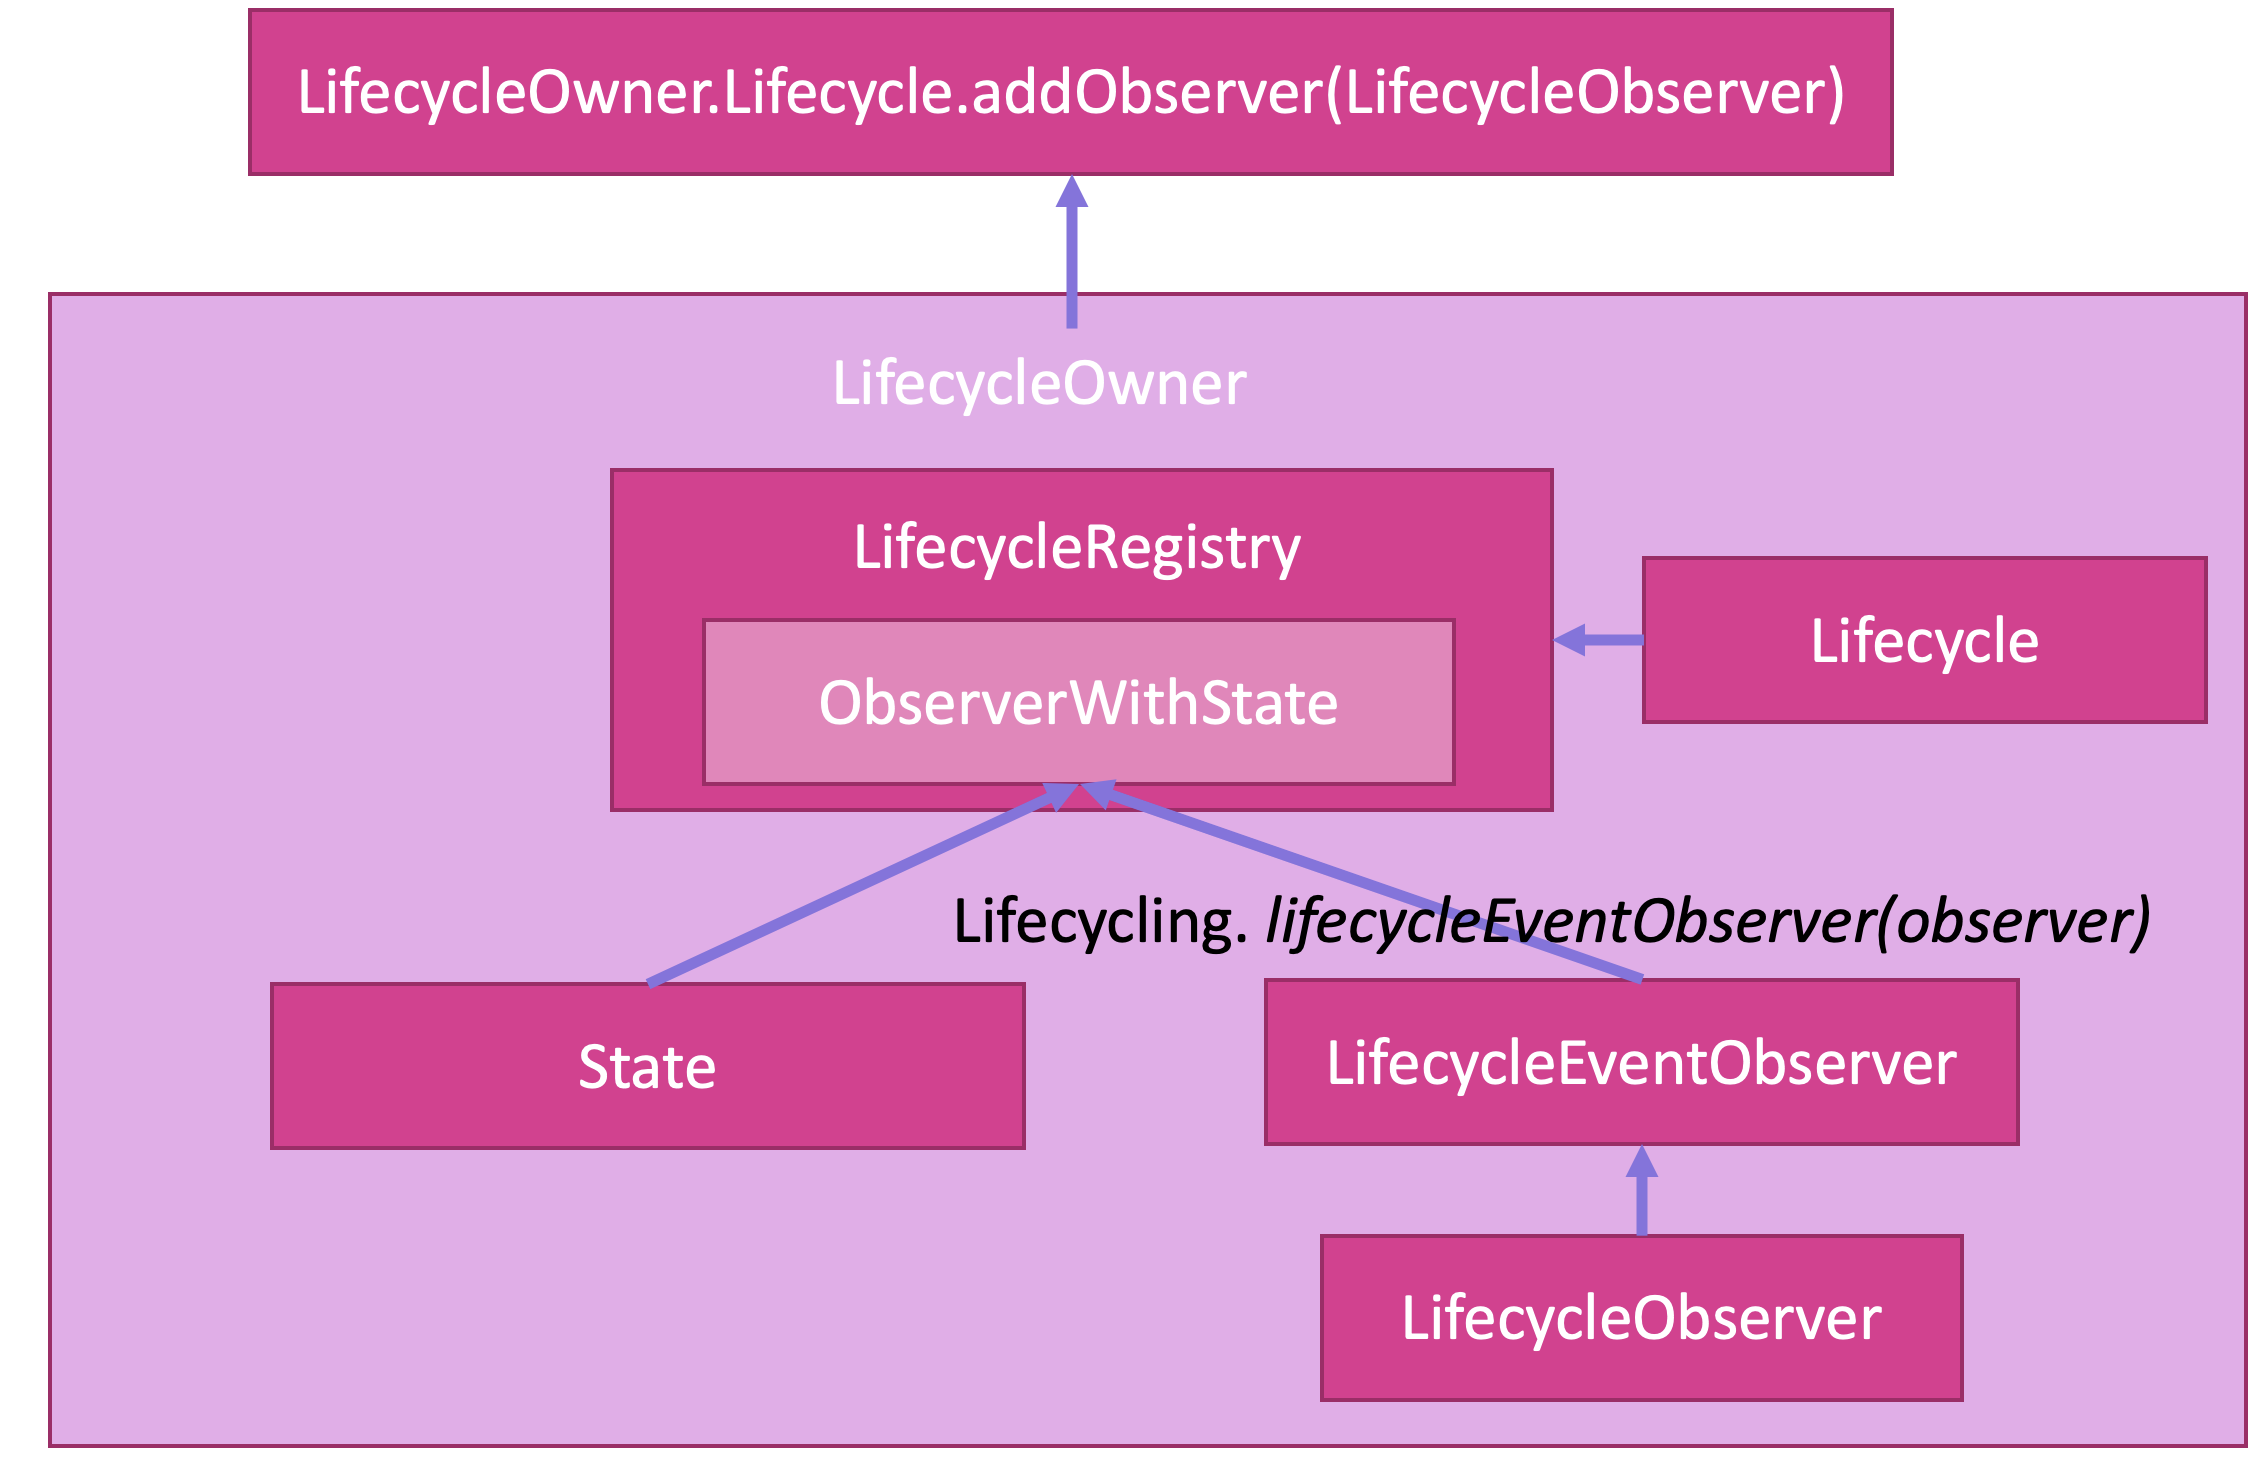 LifecycleOwner.Lifecycle.addObserver(LifecycleObserver)
LifecycleOwner
LifecycleRegistry
Lifecycle
ObserverWithState
Lifecycling. lifecycleEventObserver(observer)
State
LifecycleEventObserver
LifecycleObserver